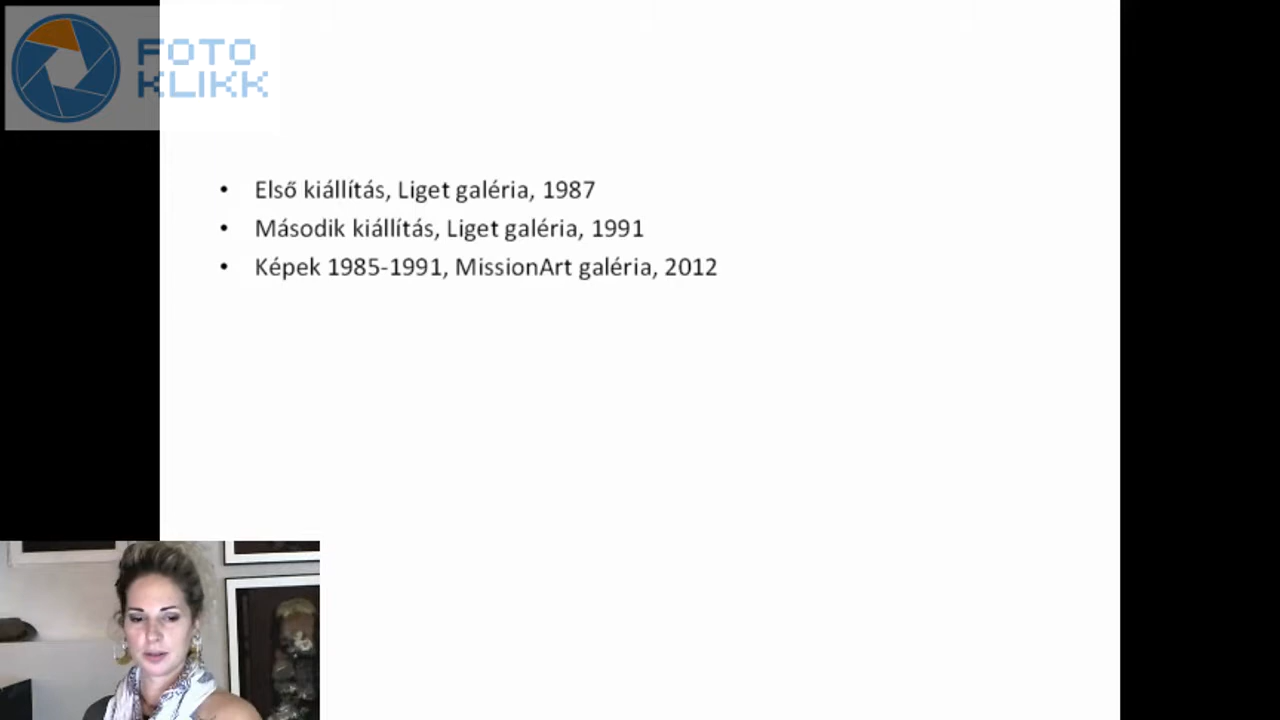 FOTO
KLIKK
• Első kiállítás, Liget galéria, 1987
• Második kiállítás, Liget galéria, 1991
• Képek 1985-1991, MissionArt galéria, 2012